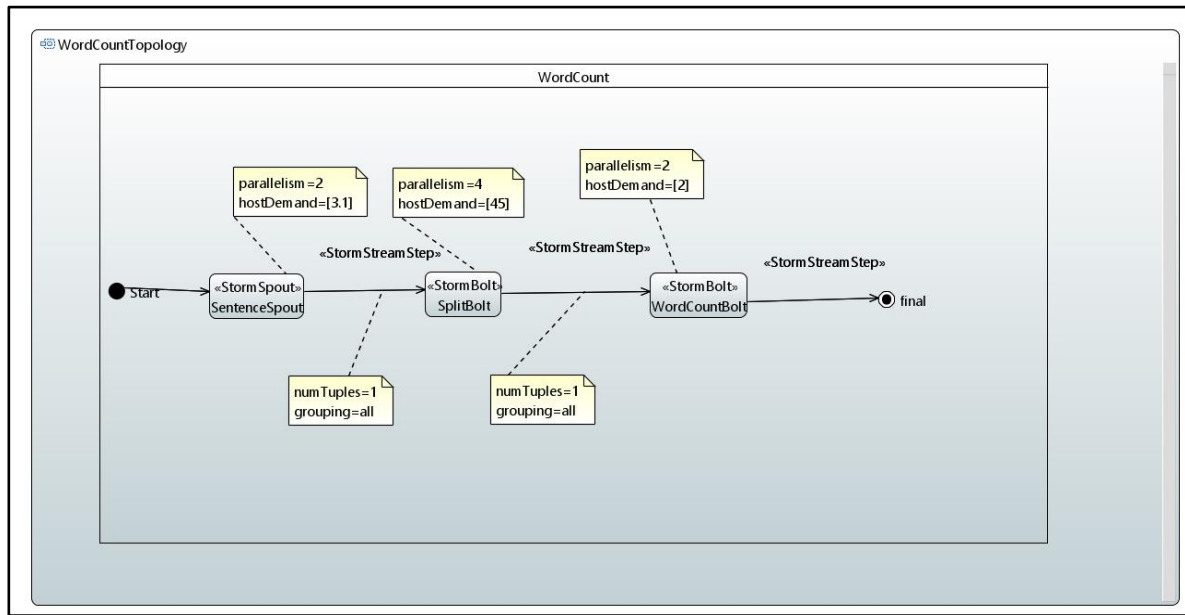 WordCountTopology
WordCount
parallelism=2
hostDemand=[3.1]
parallelism=4
hostDemand=[45]
parallelism=2
hostDemand=[2]
«StormStreamStep»
«StormStreamStep»
«StormStreamStep»
Start
«StormSpout»
SentenceSpout
«StormBolt»
SplitBolt
«StormBolt»
WordCountBolt
final
numTuples=1
grouping=all
numTuples=1
grouping=all